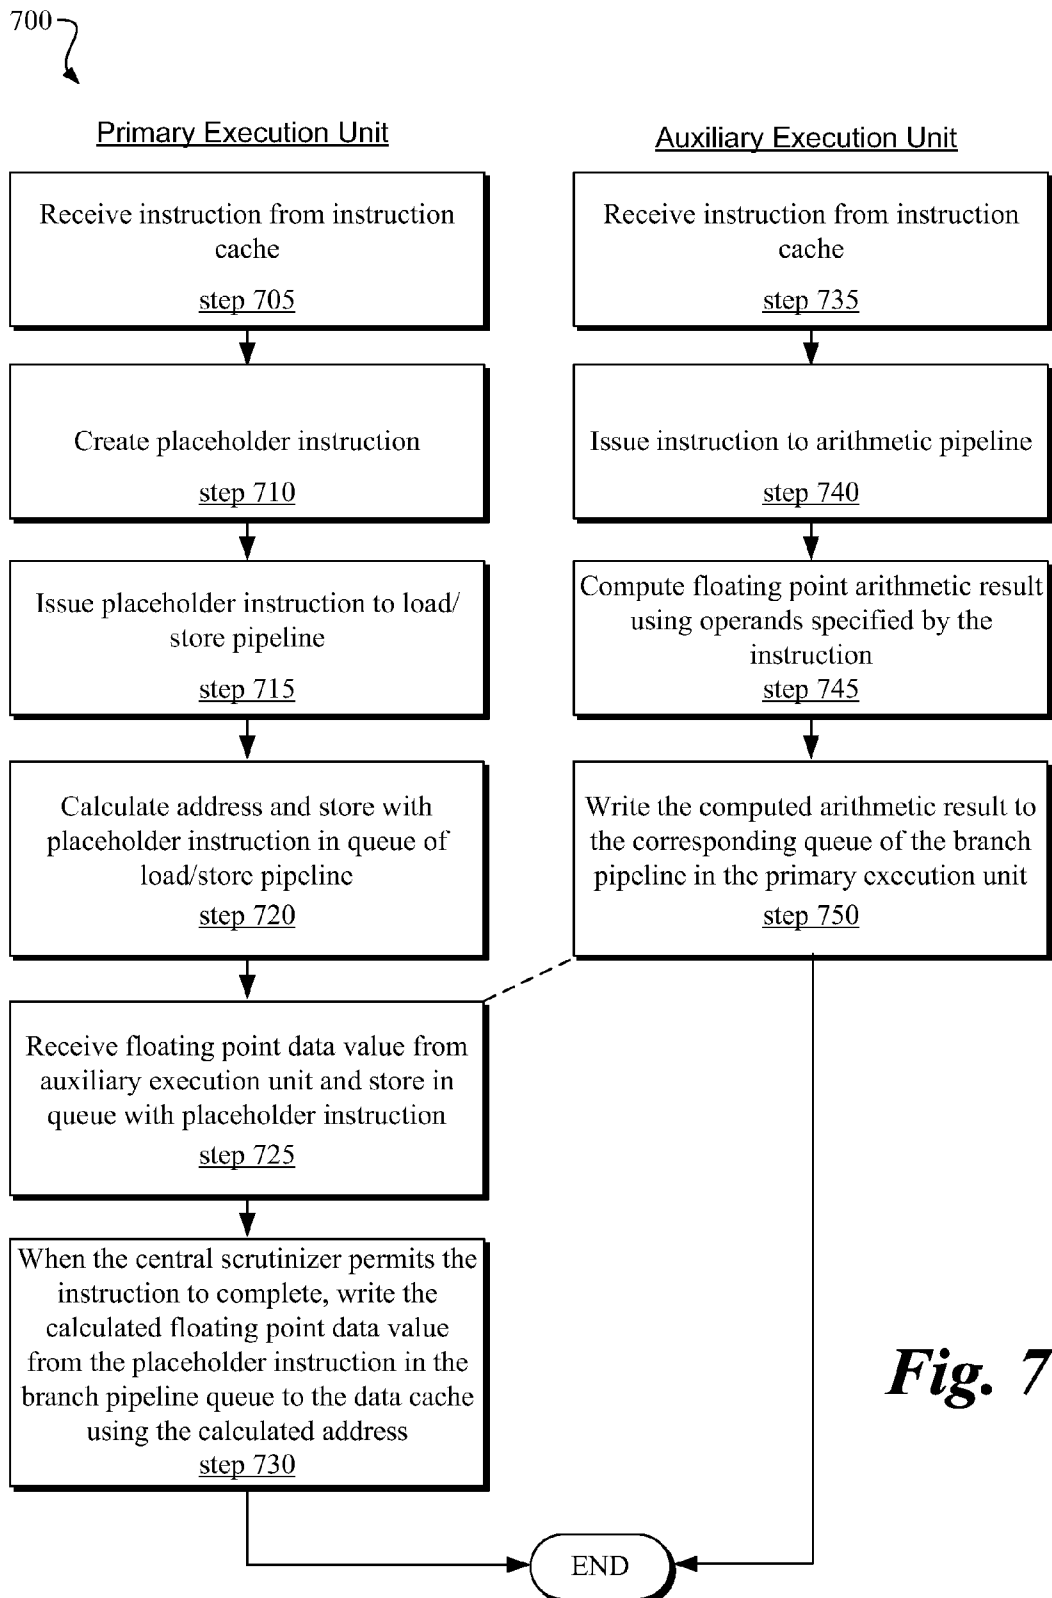 700
Primary Execution Unit
Receive instruction from instruction
cache
step 705
Create placeholder instruction
step 710
Issue placeholder instruction to load/
store pipeline
step 715
Calculate address and store with
placeholder instruction in queue of
load/store pipeline
step 720
Receive floating point data value from
auxiliary execution unit and store in
queue with placeholder instruction
step 725
When the central scrutinizer permits the
instruction to complete, write the
calculated floating point data value
from the placeholder instruction in the
branch pipeline queue to the data cache
using the calculated address
step 730
Auxiliary Execution Unit
Receive instruction from instruction
cache
step 735
Issue instruction to arithmetic pipeline
step 740
Compute floating point arithmetic result
using operands specified by the
instruction
step 745
Write the computed arithmetic result to
the corresponding queue of the branch
pipeline in the primary execution unit
step 750
END
Fig. 7